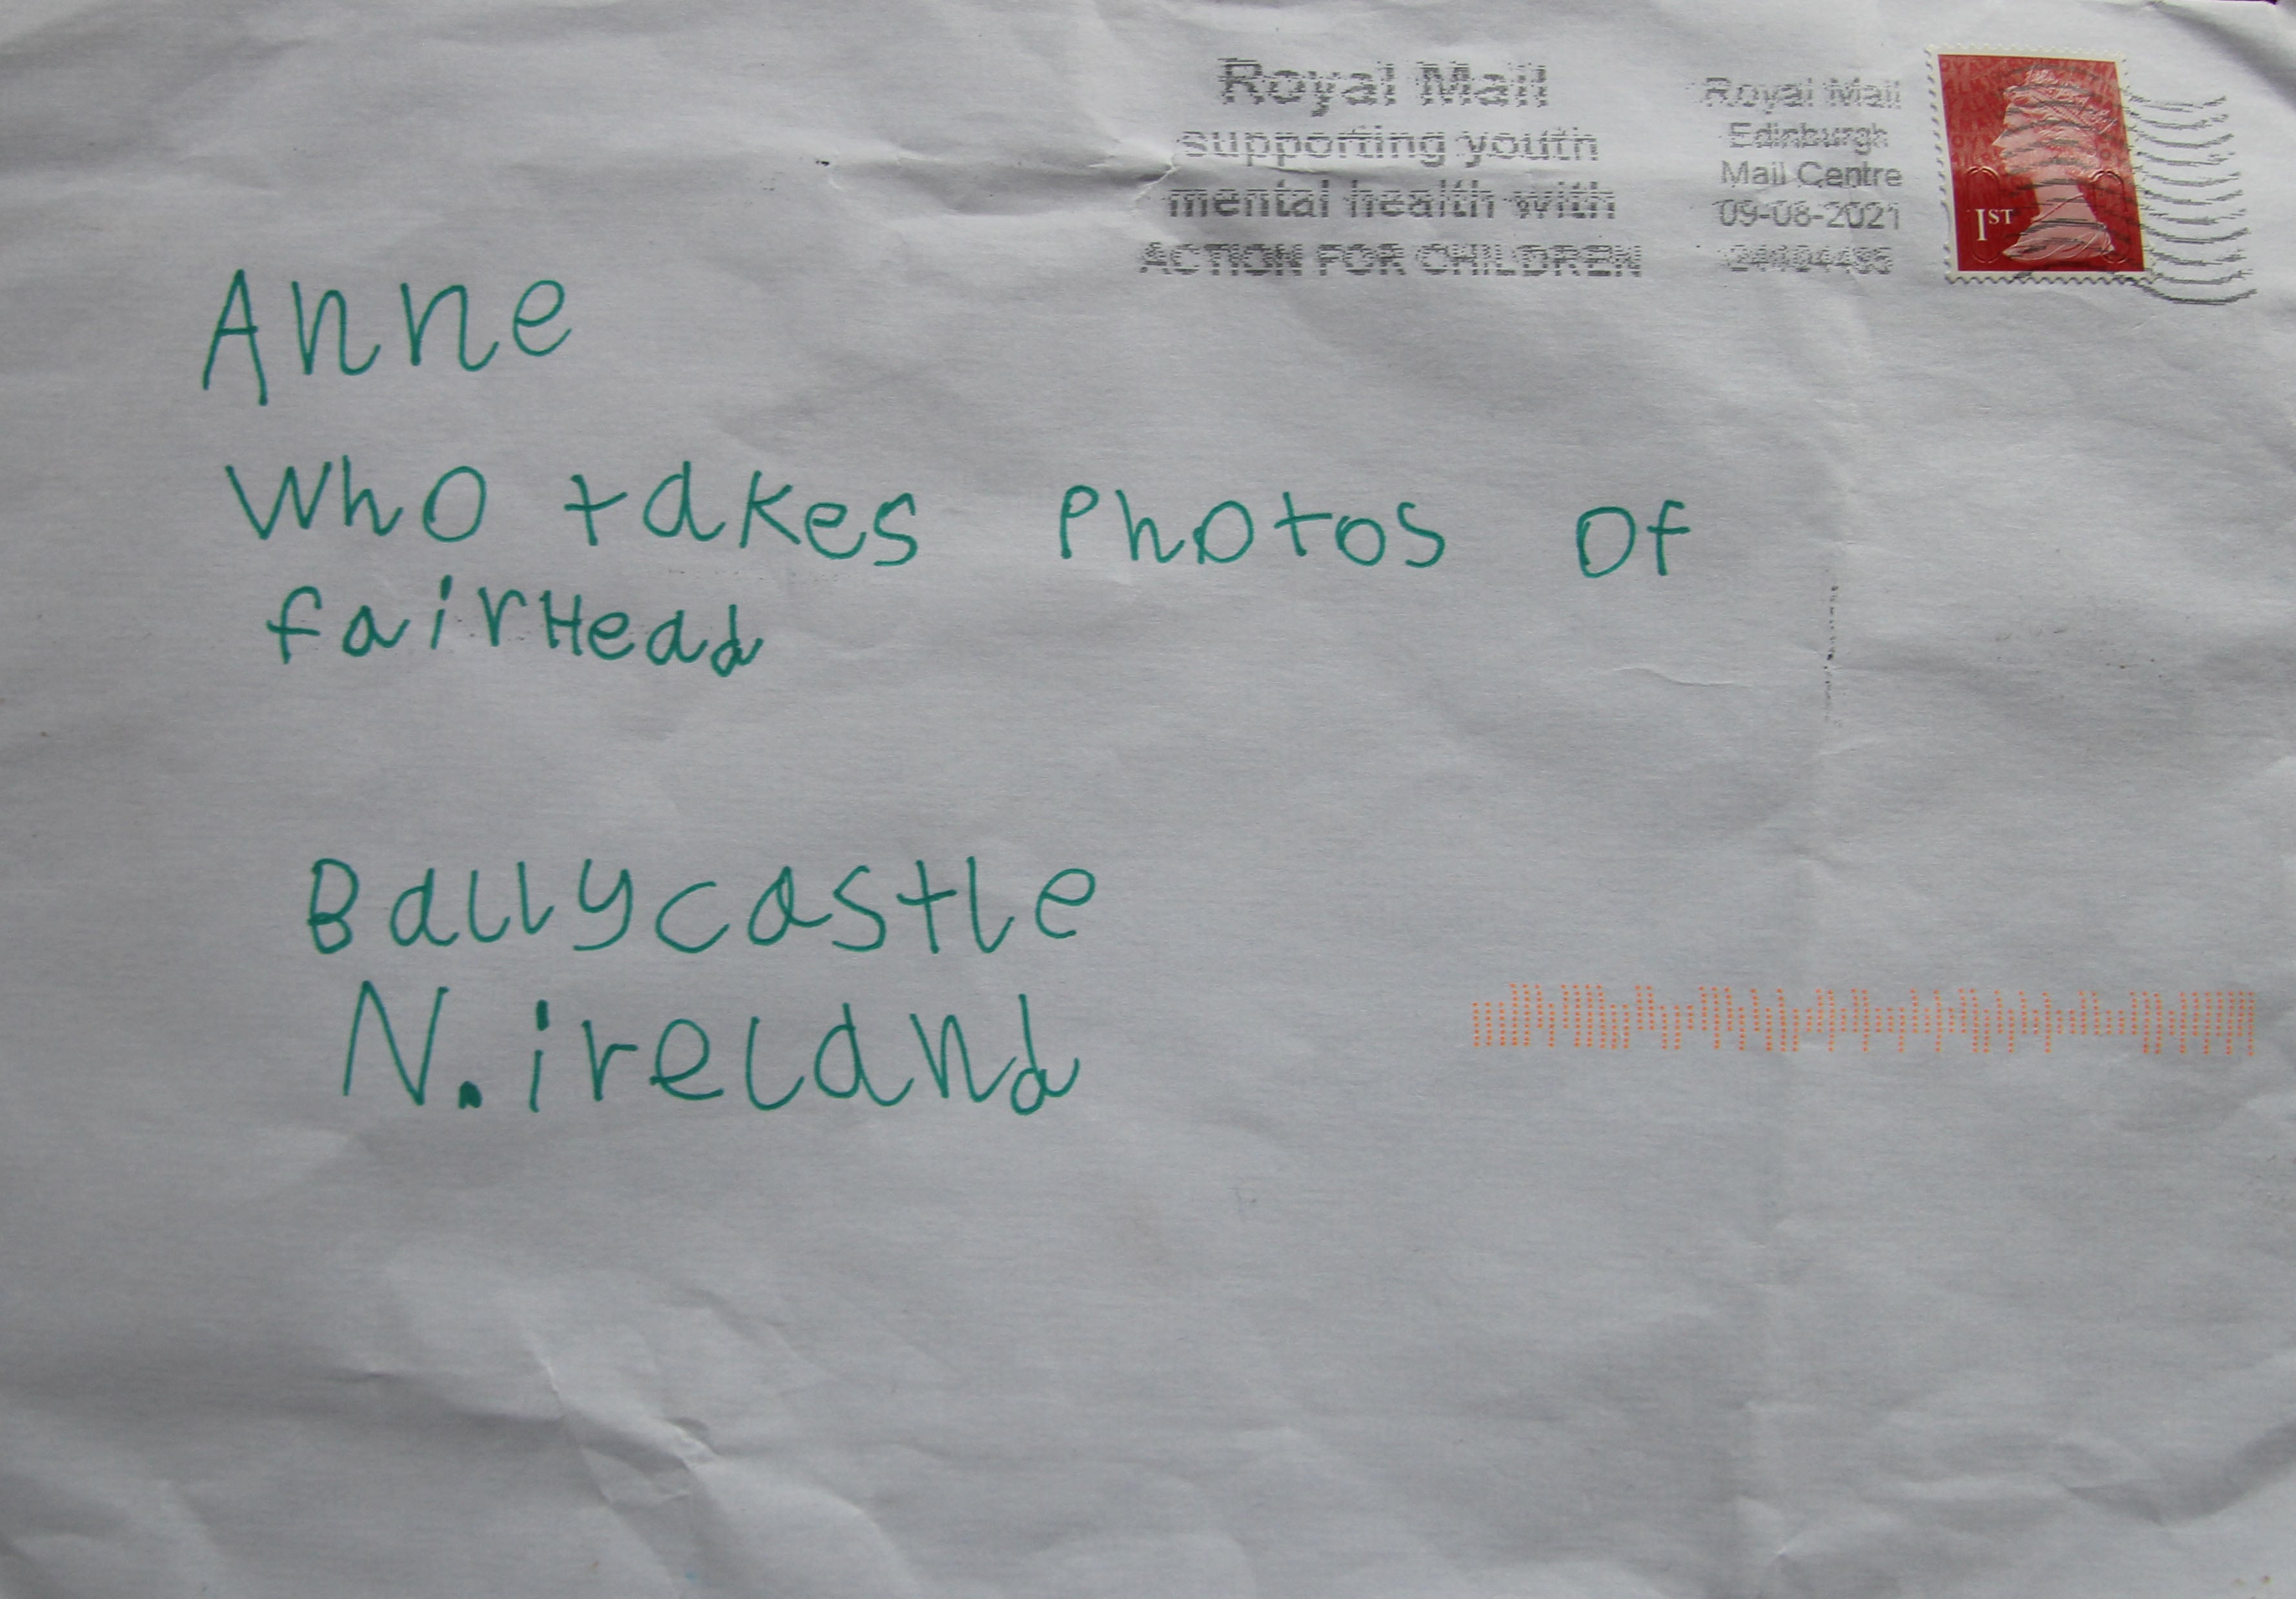 Royal Mail
supporting youth
mental health with
ACTION FOR CHILDREN
Royal Mail
Edinburgh
Mail Centre
09-08-2021
1ST
Anne
Who takes Photos Of
fairHead
Ballycastle
N.ireland